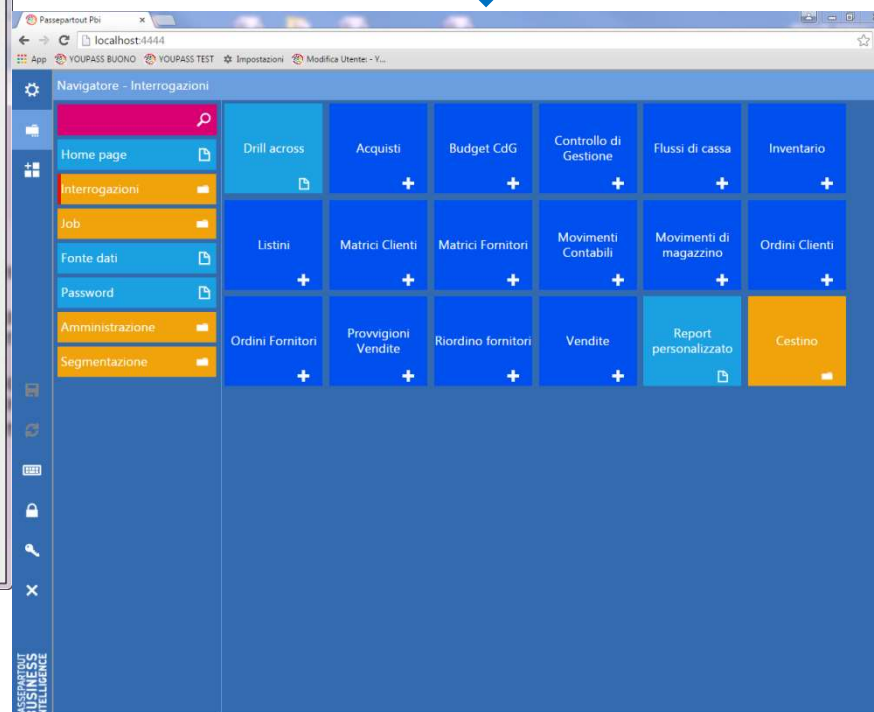 Passepartout Pbi
localhost:4444
App YOUPASS BUONO YOUPASS TEST Impostazioni Modifica Utente: - Y...
Navigatore - Interrogazioni
Home page
Interrogazioni
Job
Fonte dati
Password
Amministrazione
Segmentazione
Drill across
Acquisti
Budget CdG
Controllo di
Gestione
Flussi di cassa
Inventario
Listini
Matrici Clienti
Matrici Fornitori
Movimenti
Contabili
Movimenti di
magazzino
Ordini Clienti
Ordini Fornitori
Provvigioni
Vendite
Riordino fornitori
Vendite
Report
personalizzato
Cestino
PASSEPARTOUT
BUSINESS
INTELLIGENCE